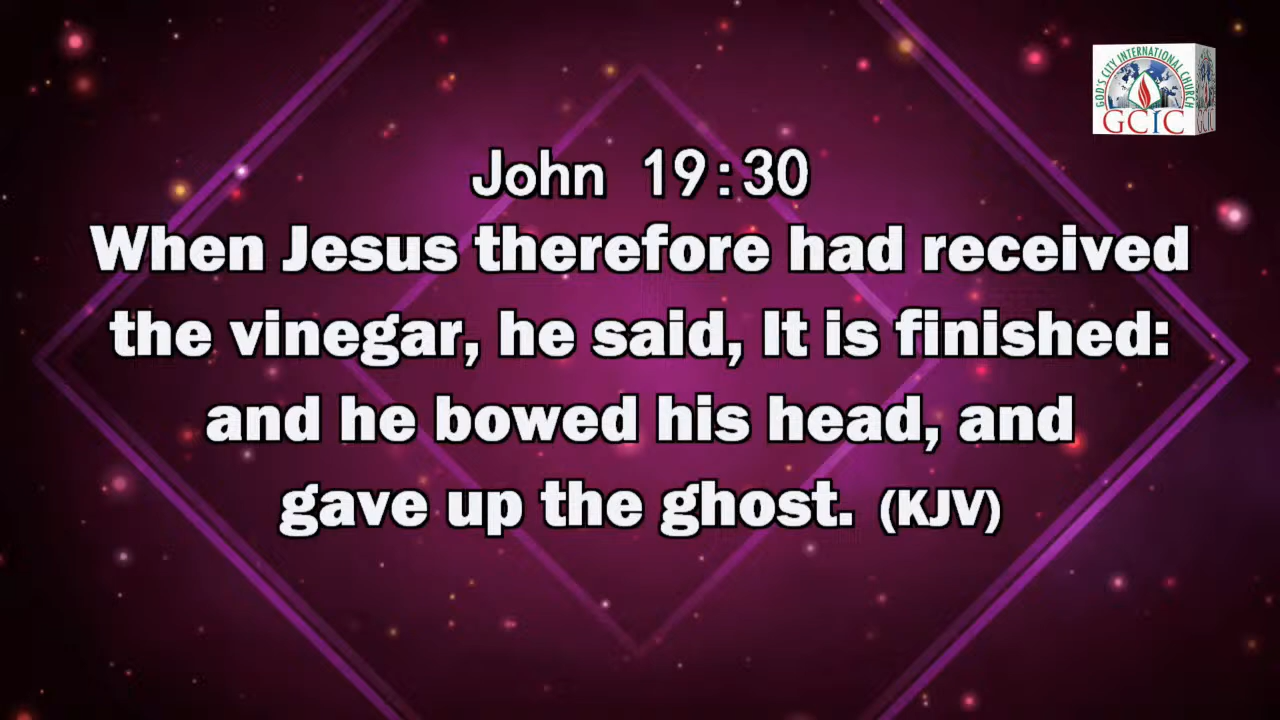 GOD'S CITY INTERNATIONAL CHURCH
GCIC
John 19:30
When Jesus therefore had received
the vinegar, he said, It is finished:
and he bowed his head, and
gave up the ghost. (KJV)